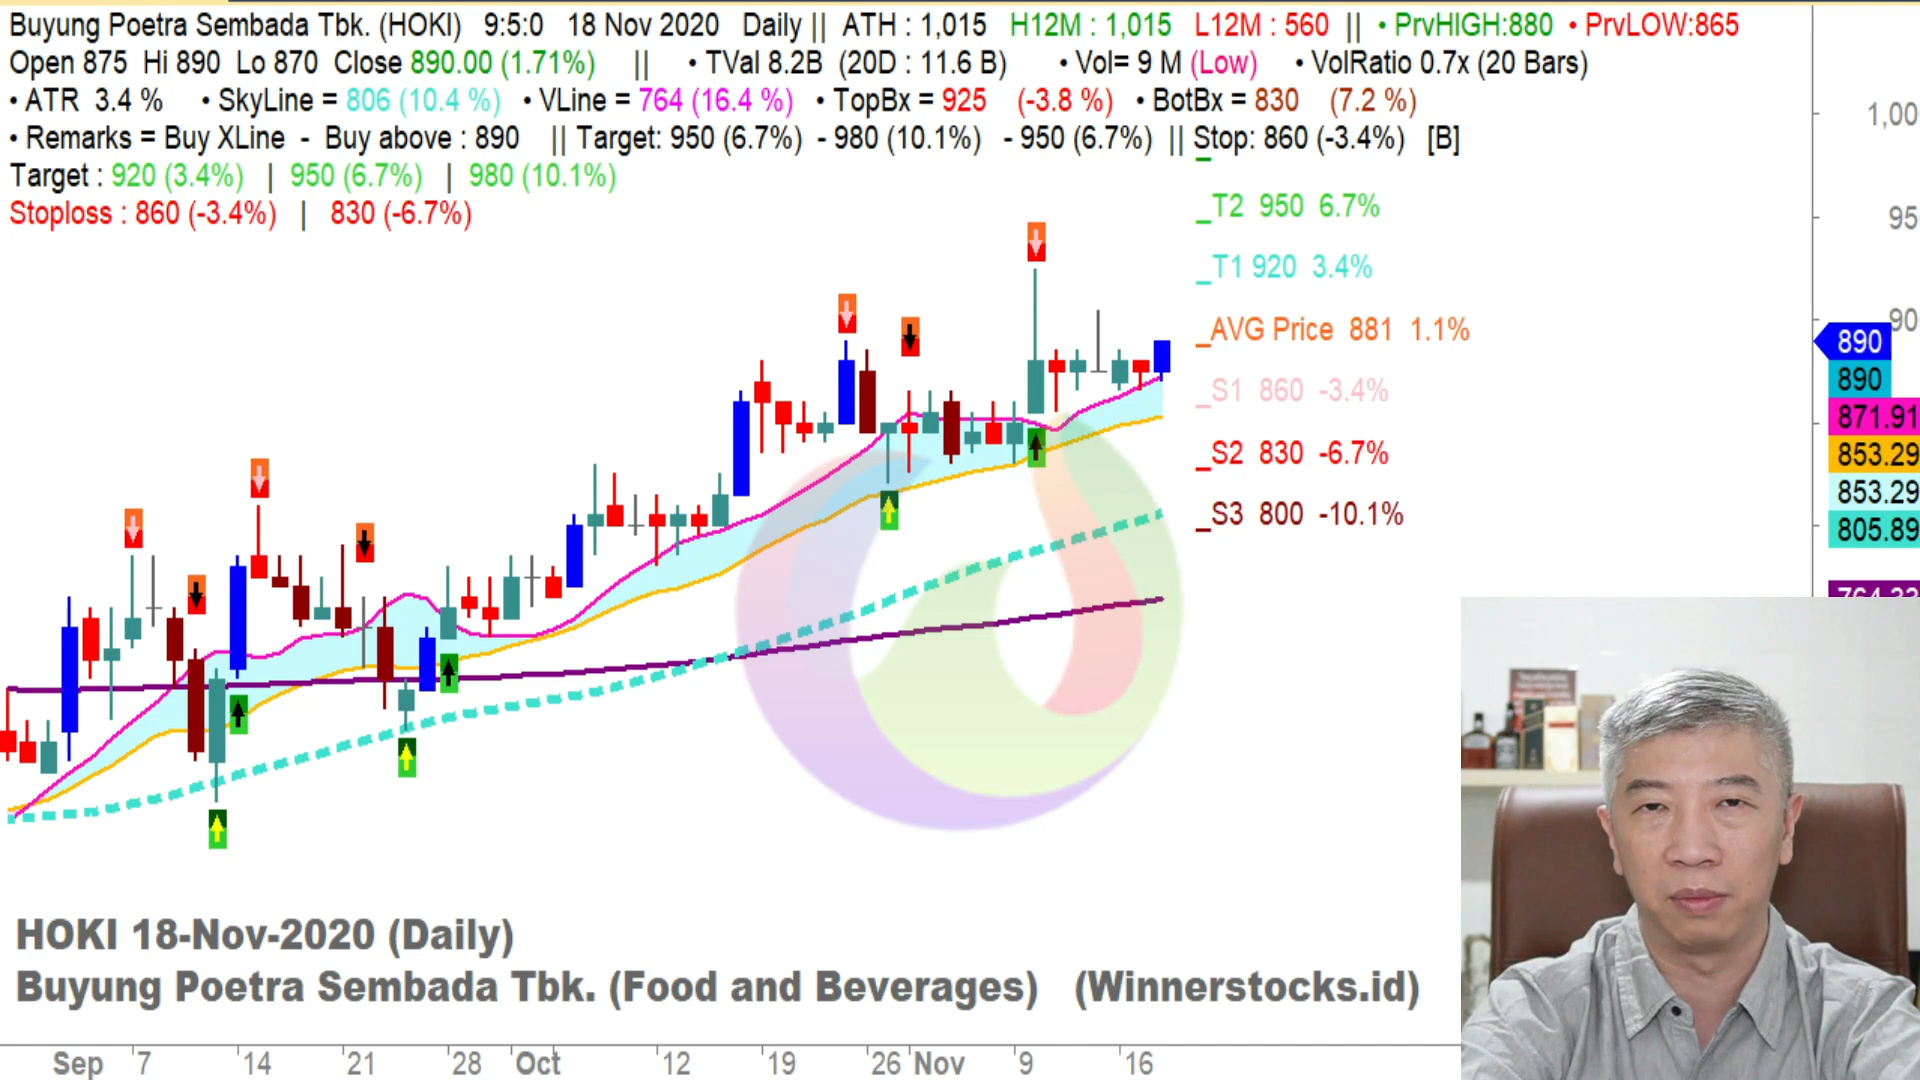 Buyung Poetra Sembada Tbk. (HOKI) 9:5:0 18 Nov 2020 Daily || ATH : 1,015 H12M : 1,015 L12M : 560 || • PrvHIGH:880 • PrvLOW:865
Open 875 Hi 890 Lo 870 Close 890.00 (1.71%) || • TVal 8.2B (20D : 11.6 B) • Vol= 9 M (Low) • VolRatio 0.7x (20 Bars)
• ATR 3.4 % • SkyLine = 806 (10.4 %) • VLine = 764 (16.4 %) • TopBx = 925 (-3.8 %) • BotBx = 830 (7.2 %)
• Remarks = Buy XLine - Buy above : 890 || Target: 950 (6.7%) - 980 (10.1%) - 950 (6.7%) || Stop: 860 (-3.4%) [B]
Target : 920 (3.4%) | 950 (6.7%) | 980 (10.1%)
Stoploss : 860 (-3.4%) | 830 (-6.7%)
_T2 950 6.7%
_T1 920 3.4%
_AVG Price 881 1.1%
_S1 860 -3.4%
_S2 830 -6.7%
_S3 800 -10.1%
1,00
95
90
890
890
871.91
853.29
853.29
805.89
HOKI 18-Nov-2020 (Daily)
Buyung Poetra Sembada Tbk. (Food and Beverages) (Winnerstocks.id)
Sep 7 14 21 28 Oct 12 19 26 Nov 9 16